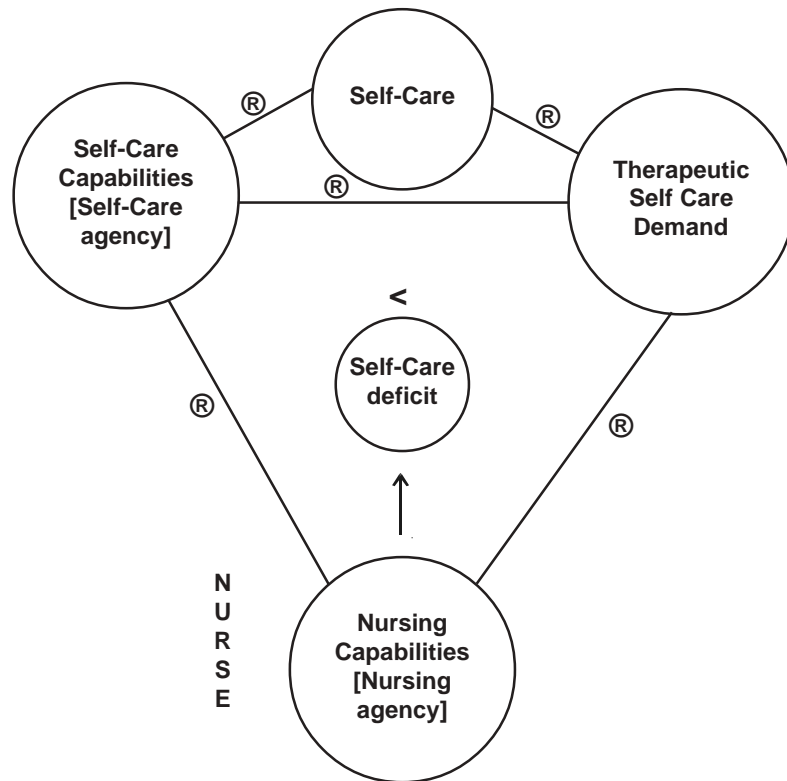 Self-Care
®
®
Self-Care
Capabilities
[Self-Care
agency]
®
Therapeutic
Self Care
Demand
<
Self-Care
deficit
®
®
N
U
R
S
E
Nursing
Capabilities
[Nursing
agency]